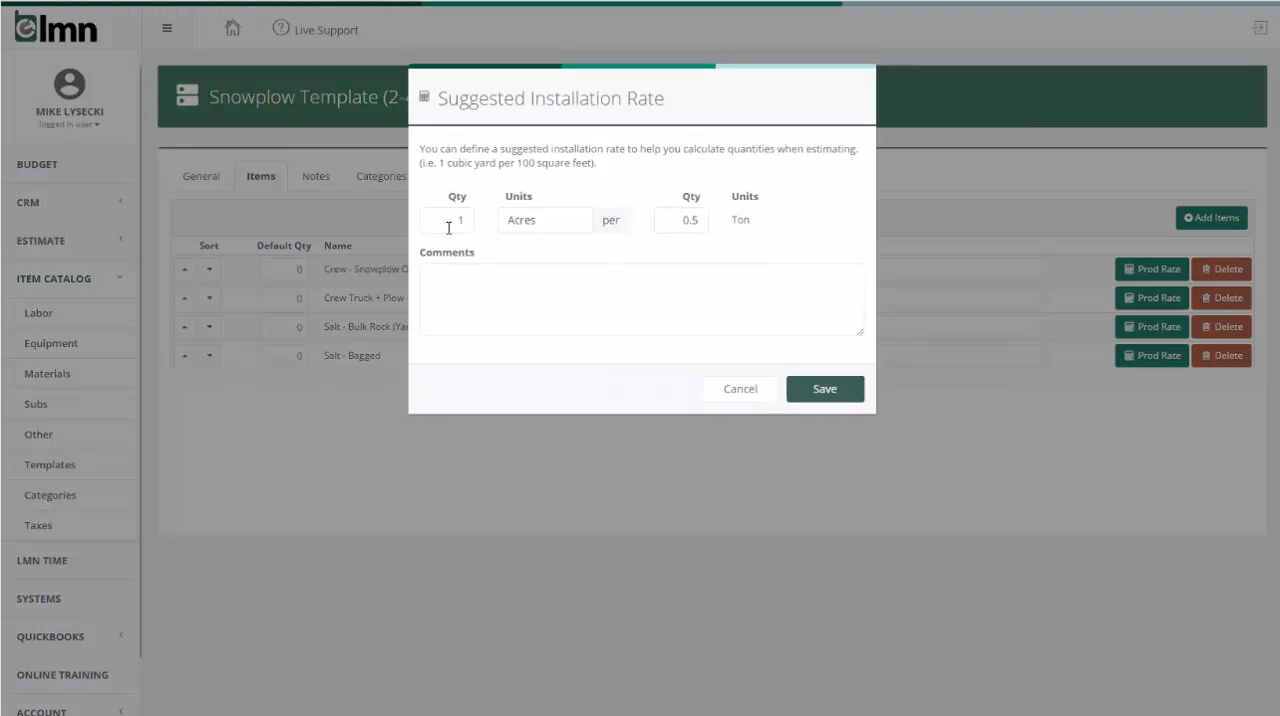 lmn
Live Support
MIKE LYSECKI
logged in user
BUDGET
CRM
ESTIMATE
ITEM CATALOG
Labor
Equipment
Materials
Subs
Other
Templates
Categories
Taxes
LMN TIME
SYSTEMS
QUICKBOOKS
ONLINE TRAINING
ACCOUNT
Snowplow Template (2-
General Items Notes Categories
Add Items
Sort Default Qty Name
0 Crew - Snowplow O Prod Rate Delete
0 Crew Truck + Plow Prod Rate Delete
0 Salt - Bulk Rock (Yar Prod Rate Delete
0 Salt - Bagged Prod Rate Delete
Suggested Installation Rate
You can define a suggested installation rate to help you calculate quantities when estimating.
(i.e. 1 cubic yard per 100 square feet).
Qty Units Qty Units
1 Acres per 0.5 Ton
Comments
Cancel Save